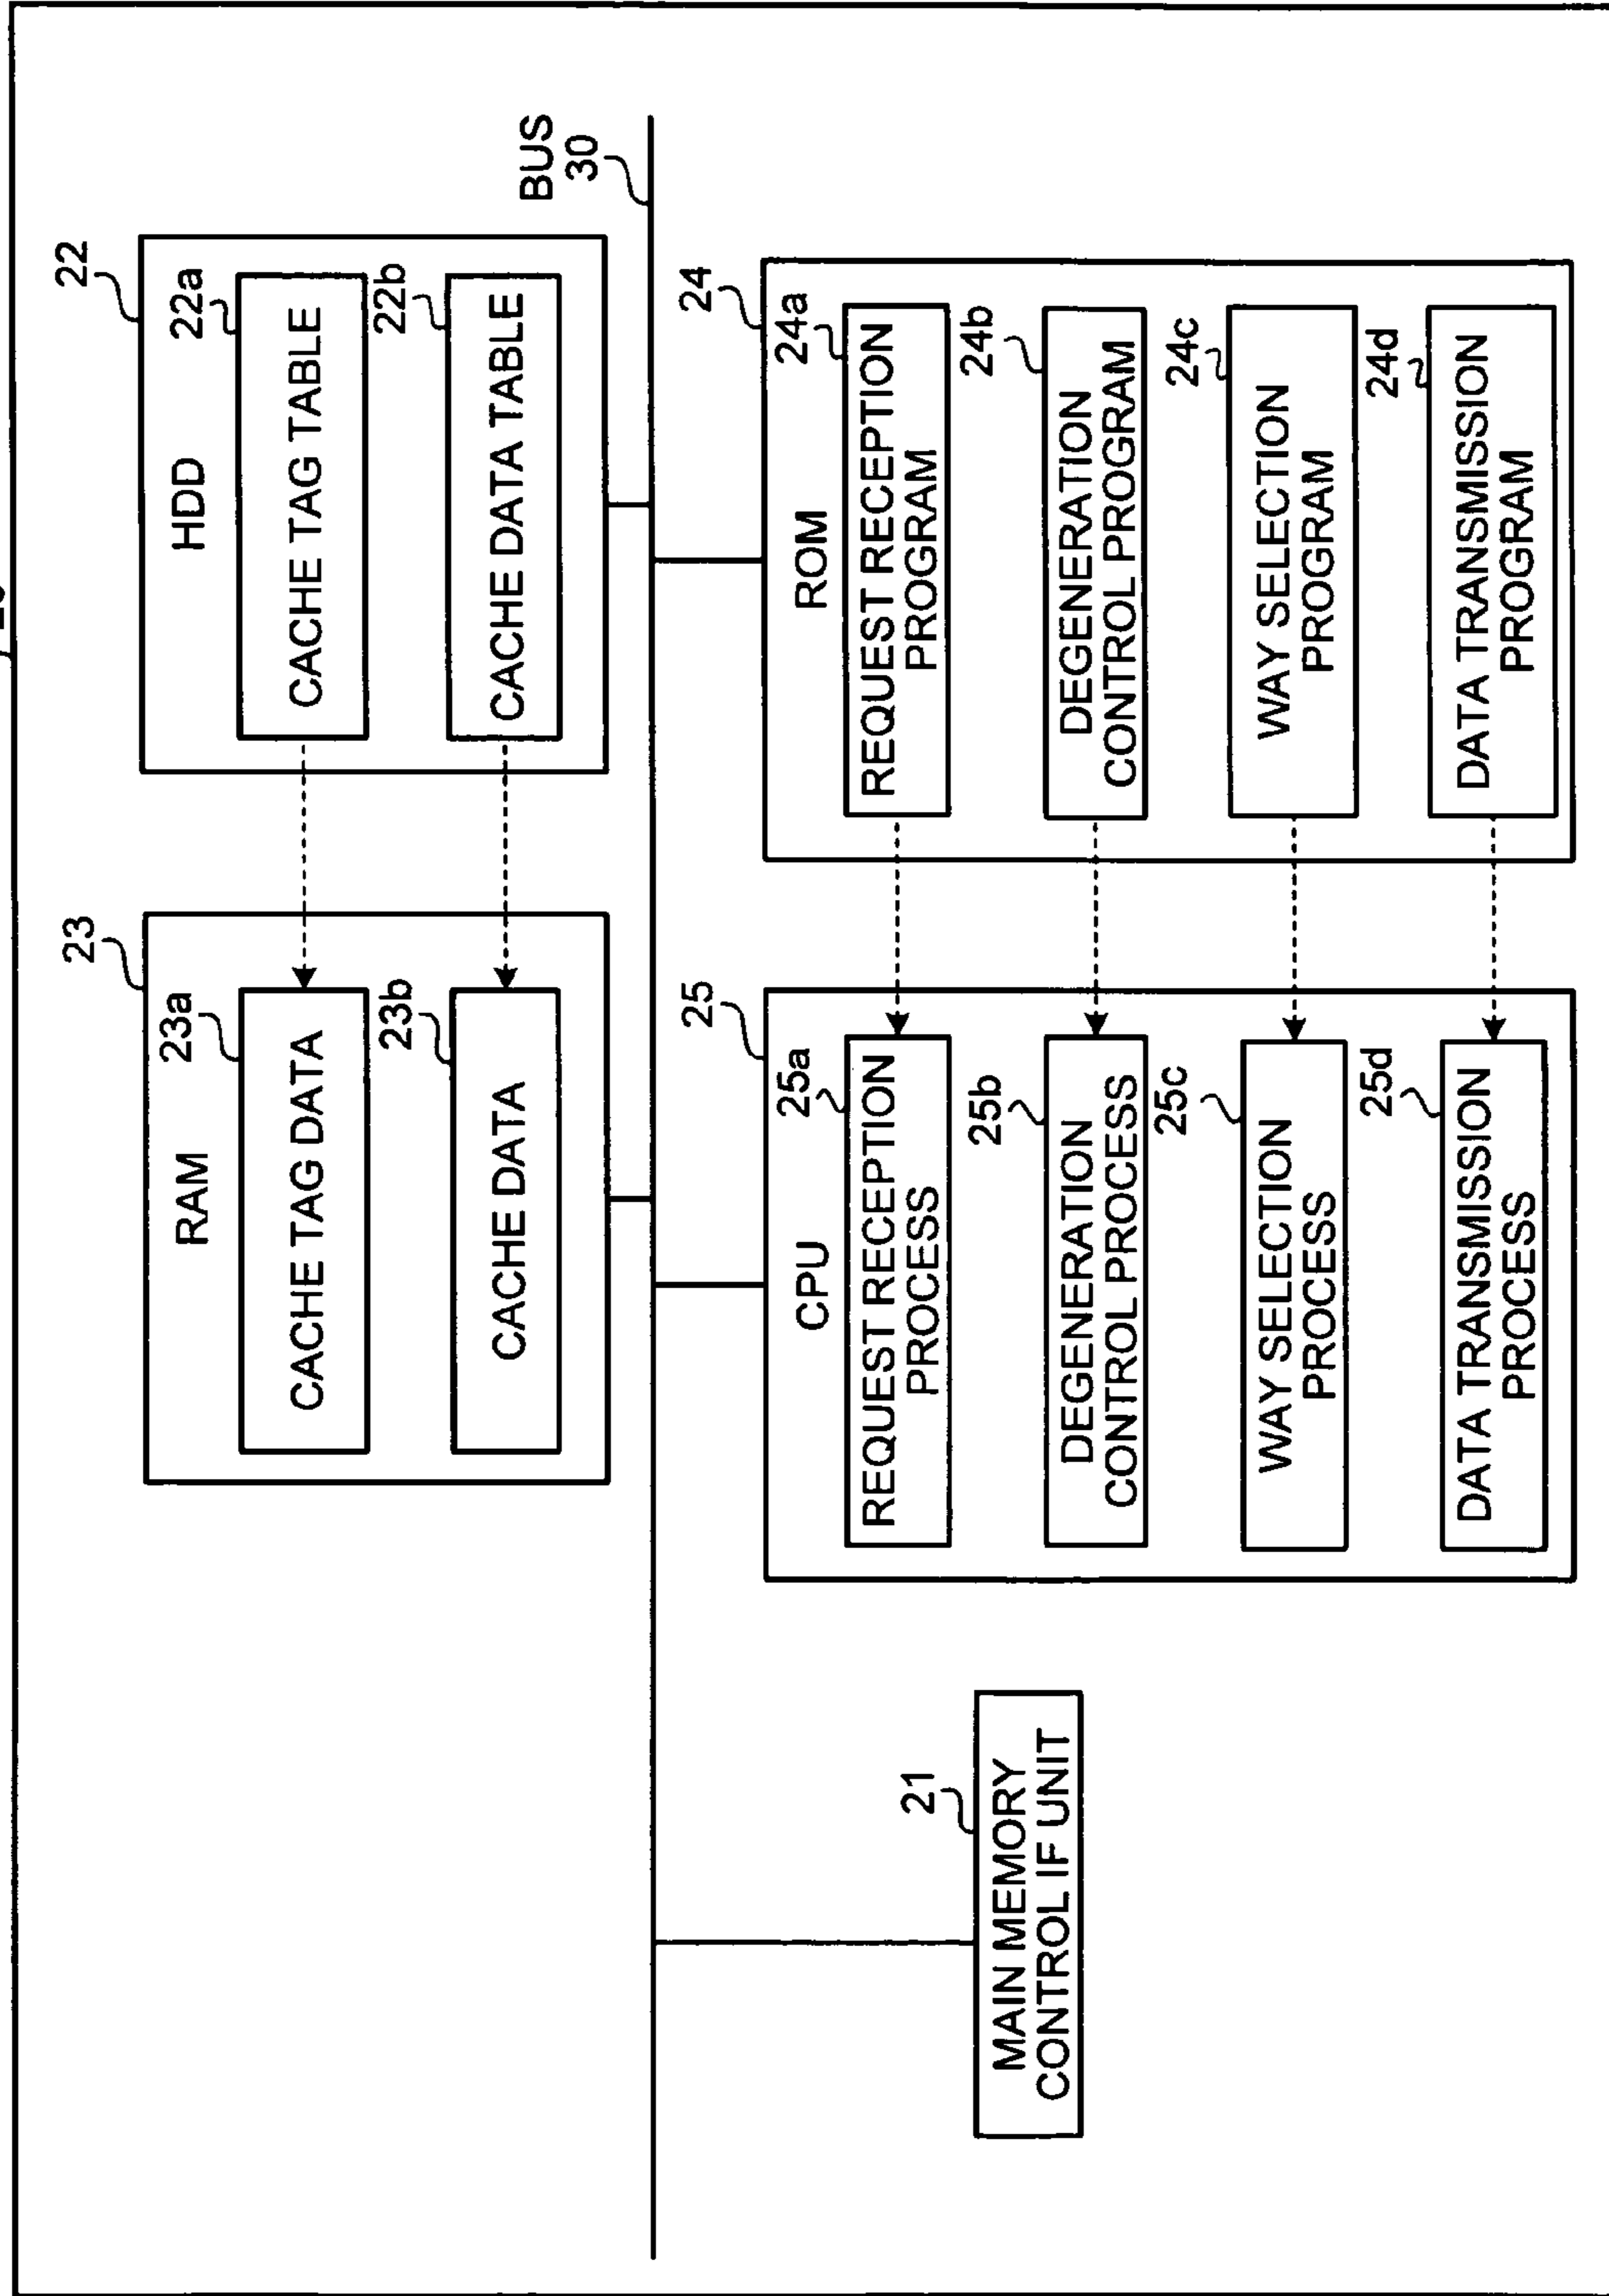 22
HDD
22a
CACHE TAG TABLE
22b
CACHE DATA TABLE
23
RAM
23a
CACHE TAG DATA
23b
CACHE DATA
BUS
30
24
ROM
24a
REQUEST RECEPTION
PROGRAM
24b
DEGENERATION
CONTROL PROGRAM
24c
WAY SELECTION
PROGRAM
24d
DATA TRANSMISSION
PROGRAM
25
CPU
25a
REQUEST RECEPTION
PROCESS
25b
DEGENERATION
CONTROL PROCESS
25c
WAY SELECTION
PROCESS
25d
DATA TRANSMISSION
PROCESS
21
MAIN MEMORY
CONTROL IF UNIT